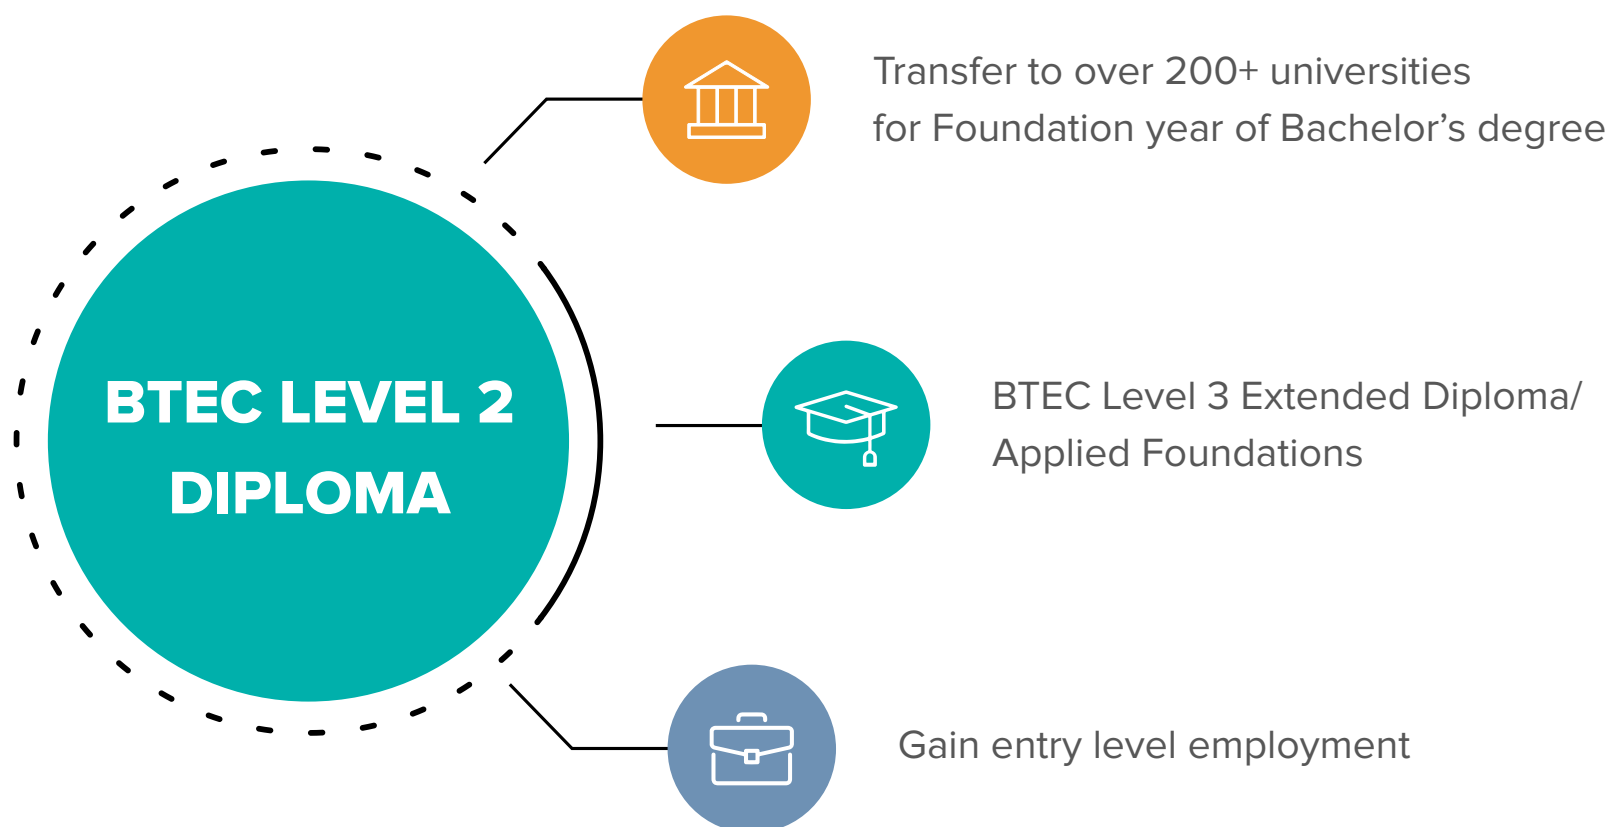 Transfer to over 200+ universities
for Foundation year of Bachelor’s degree
BTEC LEVEL 2
DIPLOMA
BTEC Level 3 Extended Diploma/
Applied Foundations
Gain entry level employment